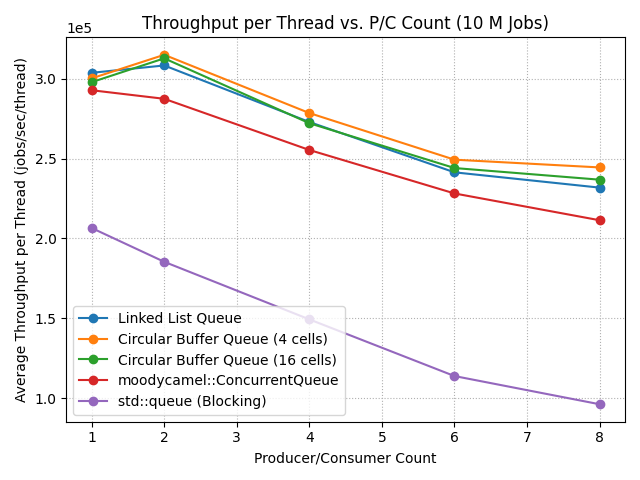 Throughput per Thread vs. P/C Count (10 M Jobs)
1e5
Average Throughput per Thread (jobs/sec/thread)
3.0
2.5
2.0
1.5
1.0
Linked List Queue
Circular Buffer Queue (4 cells)
Circular Buffer Queue (16 cells)
moodycamel::ConcurrentQueue
std::queue (Blocking)
1 2 3 4 5 6 7 8
Producer/Consumer Count